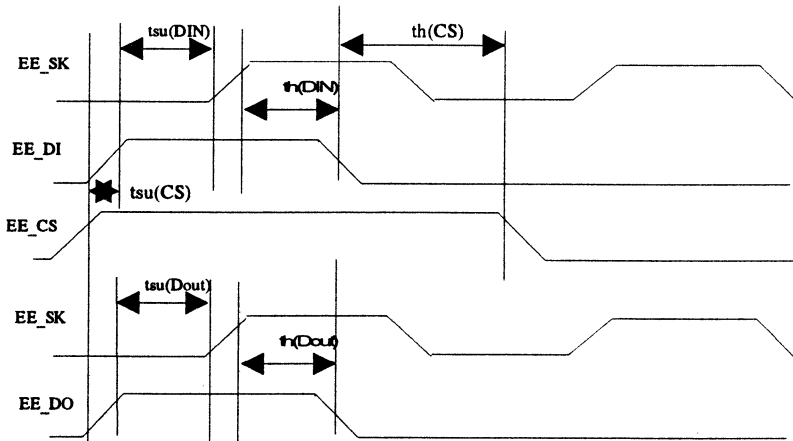 tsu(DIN)
th(CS)
EE_SK
th(DIN)
EE_DI
tsu(CS)
EE_CS
tsu(Dout)
EE_SK
th(Dout)
EE_DO